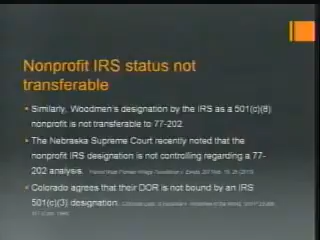 Nonprofit IRS status not
transferable
Similarly, Woodmen's designation by the IRS as a 501(c)(8)
nonprofit is not transferable to 77-202.
The Nebraska Supreme Court recently noted that the
nonprofit IRS designation is not controlling regarding a 77-
202 analysis.
Colorado agrees that their DOR is not bound by an IRS
501(c)(3) designation.